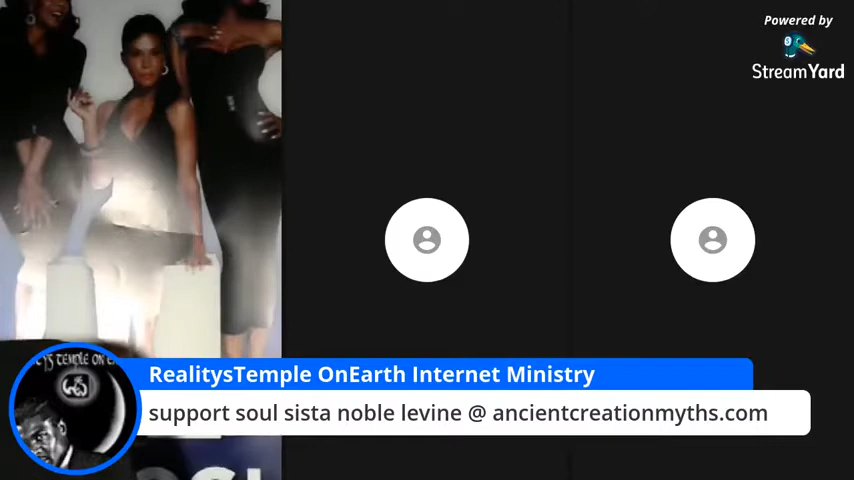 Powered by
StreamYard
RealitysTemple OnEarth Internet Ministry
support soul sista noble levine @ ancientcreationmyths.com